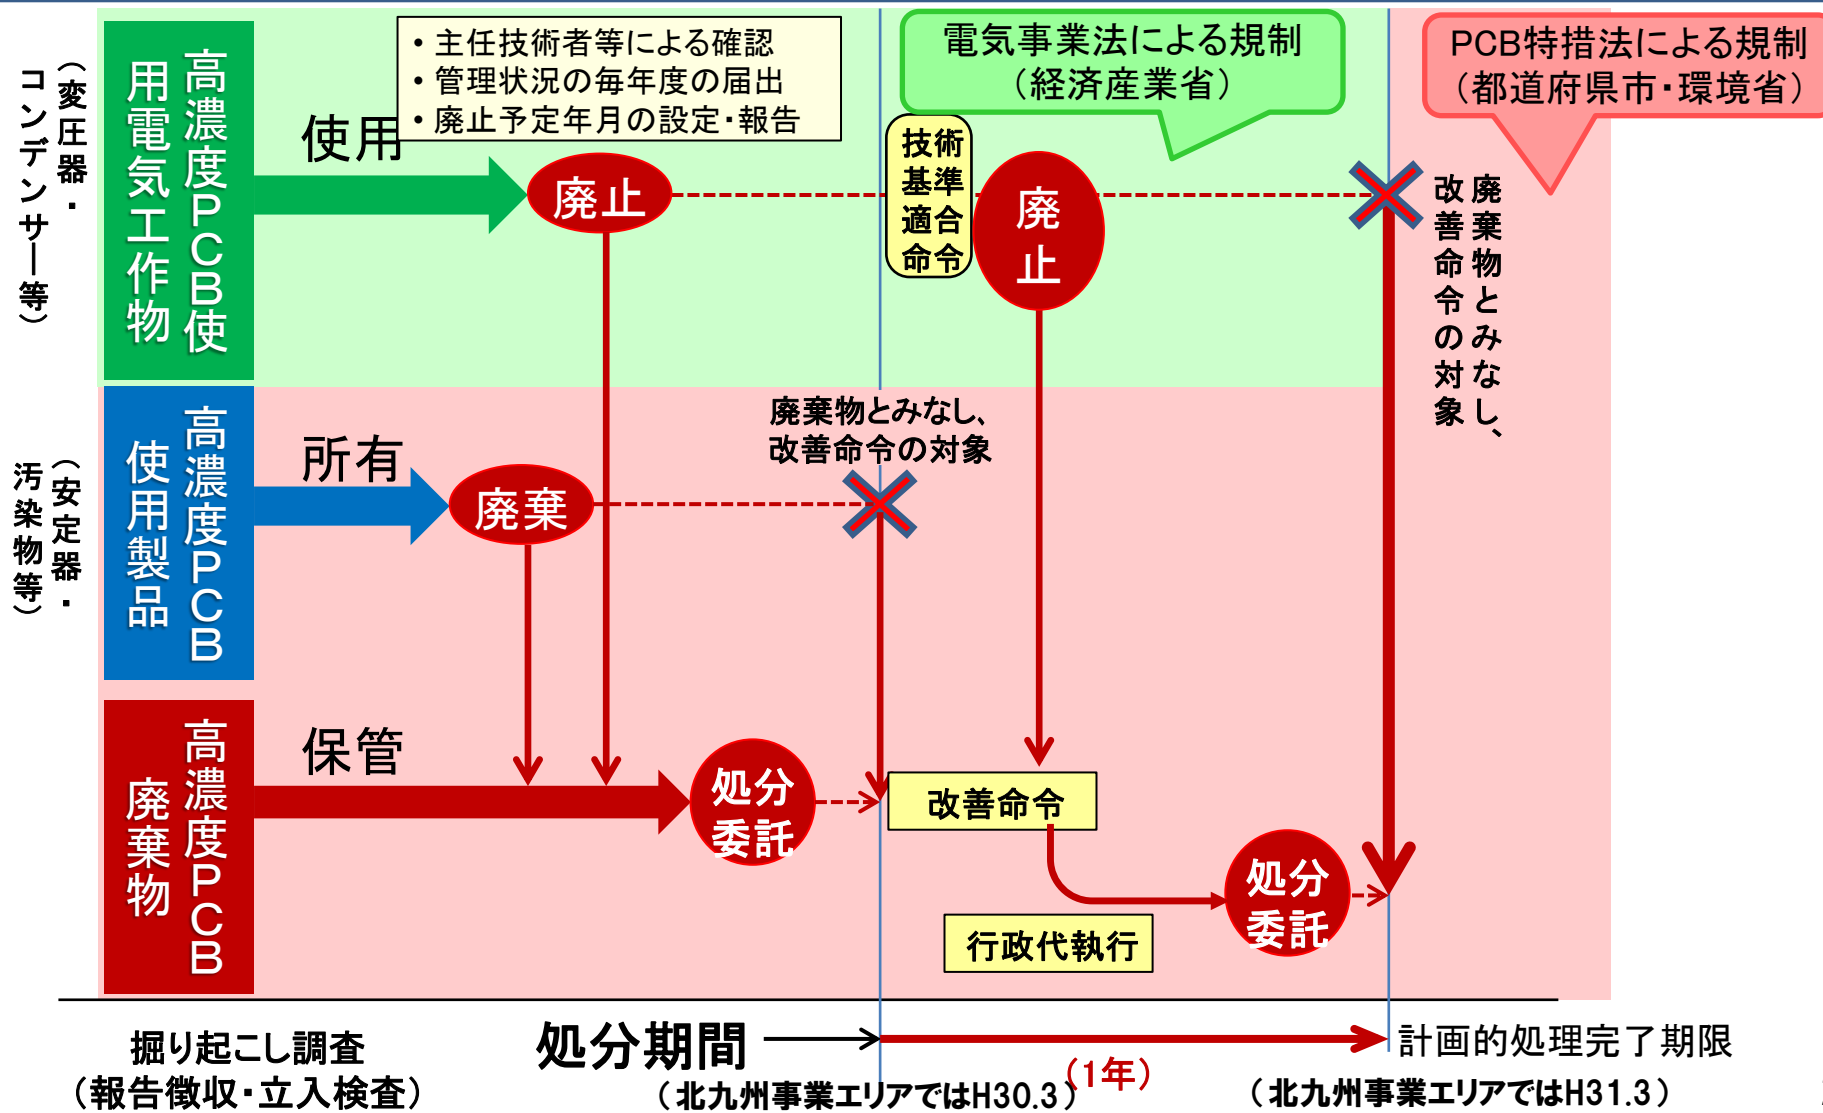 ・主任技術者等による確認
・管理状況の毎年度の届出
・廃止予定年月の設定・報告
電気事業法による規制
（経済産業省）
PCB特措法による規制
（都道府県市・環境省）
（変圧器・
コンデンサー等）
高濃度PCB使
用電気工作物
使用
廃止
技術
基準
適合
命令
廃
止
廃棄物とみなし、
改善命令の対象
（安定器・
汚染物等）
高濃度PCB
使用製品
所有
廃棄
廃棄物とみなし、
改善命令の対象
高濃度PCB
廃棄物
保管
処分
委託
改善命令
行政代執行
処分
委託
掘り起こし調査
（報告徴収・立入検査）
処分期間
（北九州事業エリアではH30.3）
（1年）
計画的処理完了期限
（北九州事業エリアではH31.3）